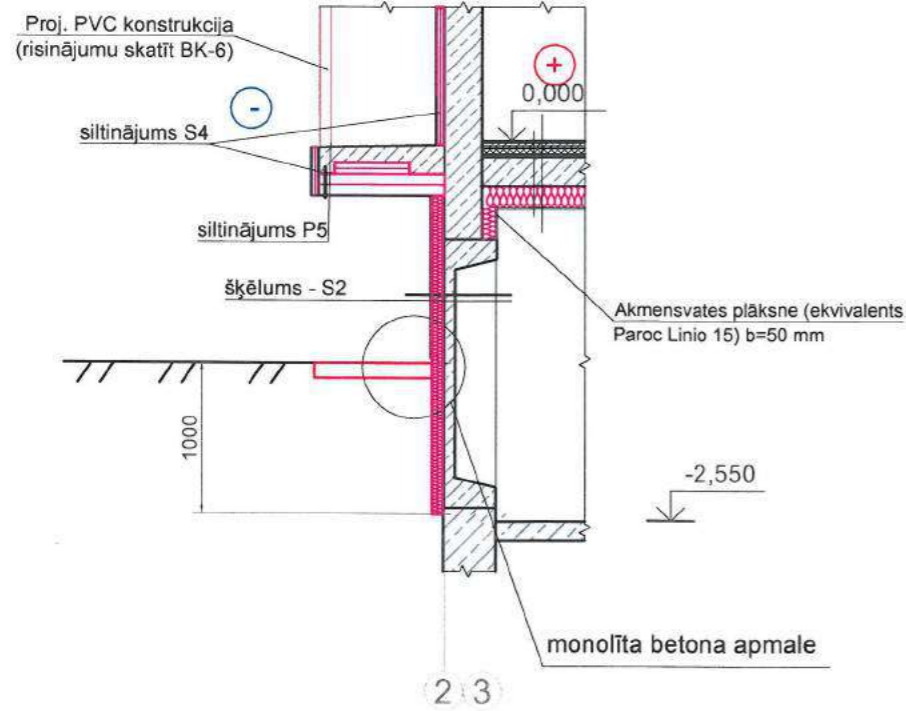 Proj. PVC konstrukcija
(risinājumu skatīt BK-6)
+
0,000
-
siltinājums S4
siltinājums P5
šķēlums - S2
Akmensvates plāksne (ekvivalents
Paroc Linio 15) b=50 mm
1000
-2,550
monolīta betona apmale
2 3